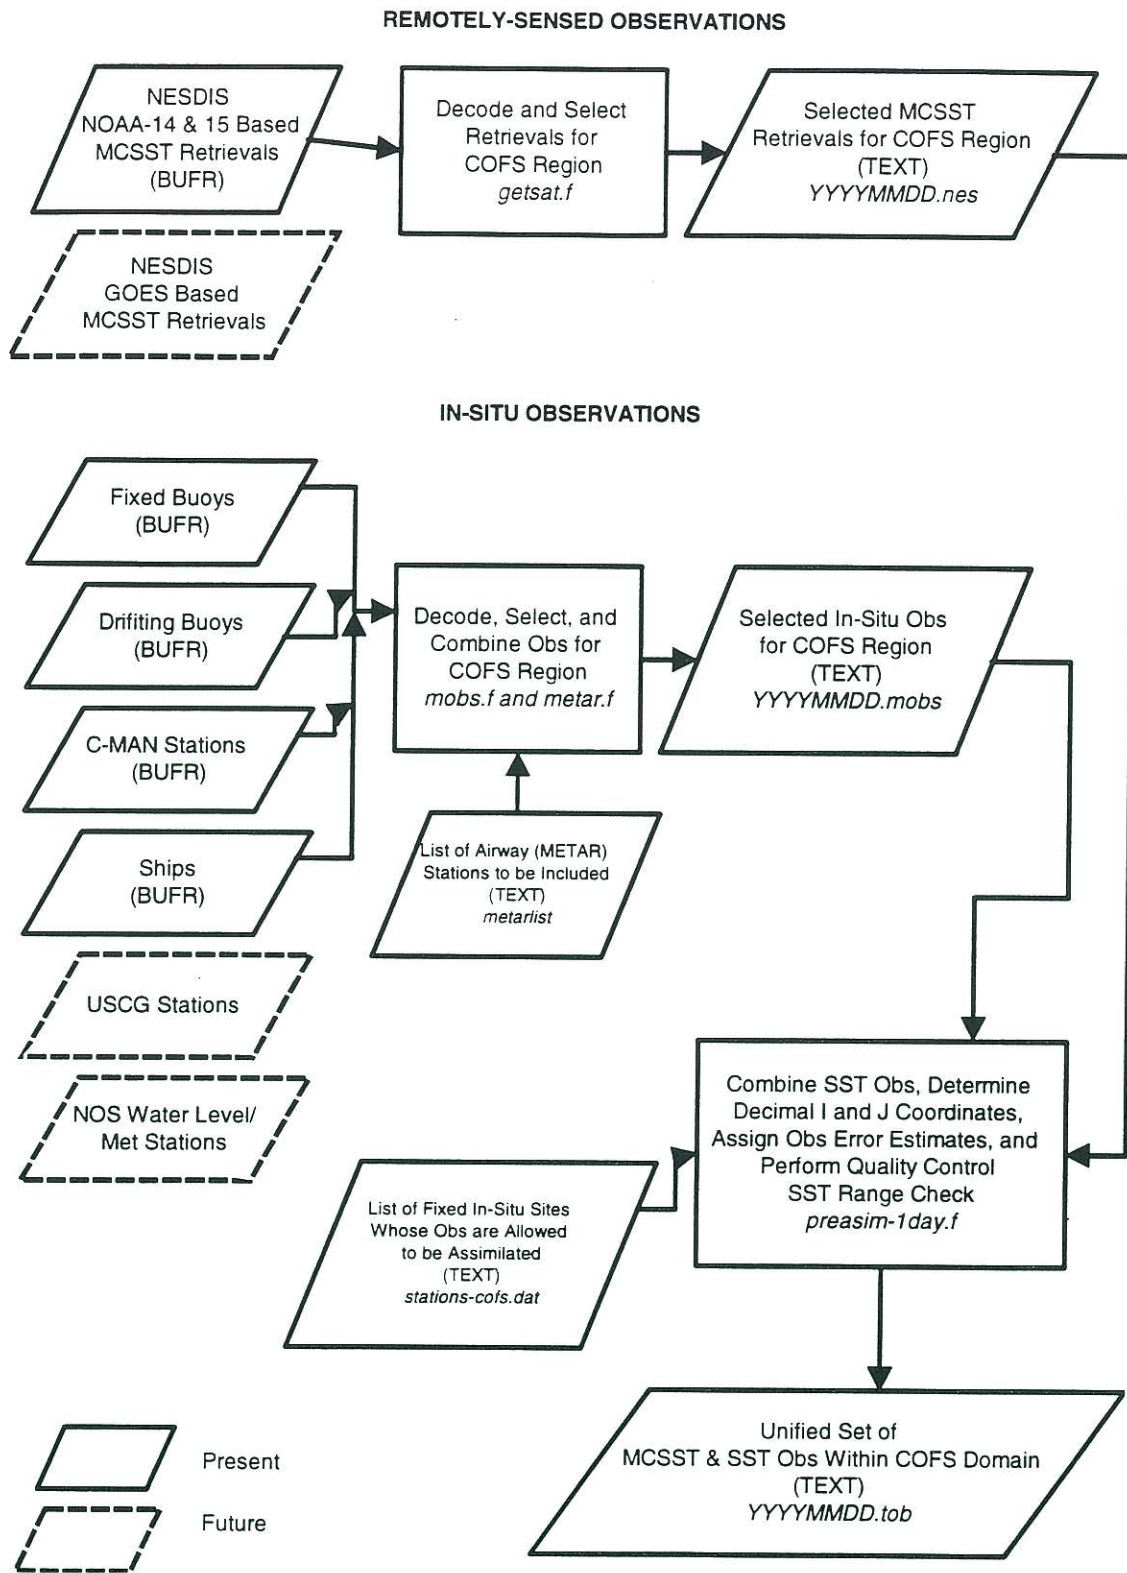 REMOTELY-SENSED OBSERVATIONS
NESDIS
NOAA-14 & 15 Based
MCSST Retrievals
(BUFR)
Decode and Select
Retrievals for
COFS Region
getsat.f
Selected MCSST
Retrievals for COFS Region
(TEXT)
YYYYMMDD.nes
NESDIS
GOES Based
MCSST Retrievals
IN-SITU OBSERVATIONS
Fixed Buoys
(BUFR)
Drifiting Buoys
(BUFR)
C-MAN Stations
(BUFR)
Ships
(BUFR)
USCG Stations
NOS Water Level/
Met Stations
Decode, Select, and
Combine Obs for
COFS Region
mobs.f and metar.f
Selected In-Situ Obs
for COFS Region
(TEXT)
YYYYMMDD.mobs
List of Airway (METAR)
Stations to be Included
(TEXT)
metarlist
Combine SST Obs, Determine
Decimal I and J Coordinates,
Assign Obs Error Estimates, and
Perform Quality Control
SST Range Check
preasim-1day.f
List of Fixed In-Situ Sites
Whose Obs are Allowed
to be Assimilated
(TEXT)
stations-cofs.dat
Unified Set of
MCSST & SST Obs Within COFS Domain
(TEXT)
YYYYMMDD.tob
Present
Future